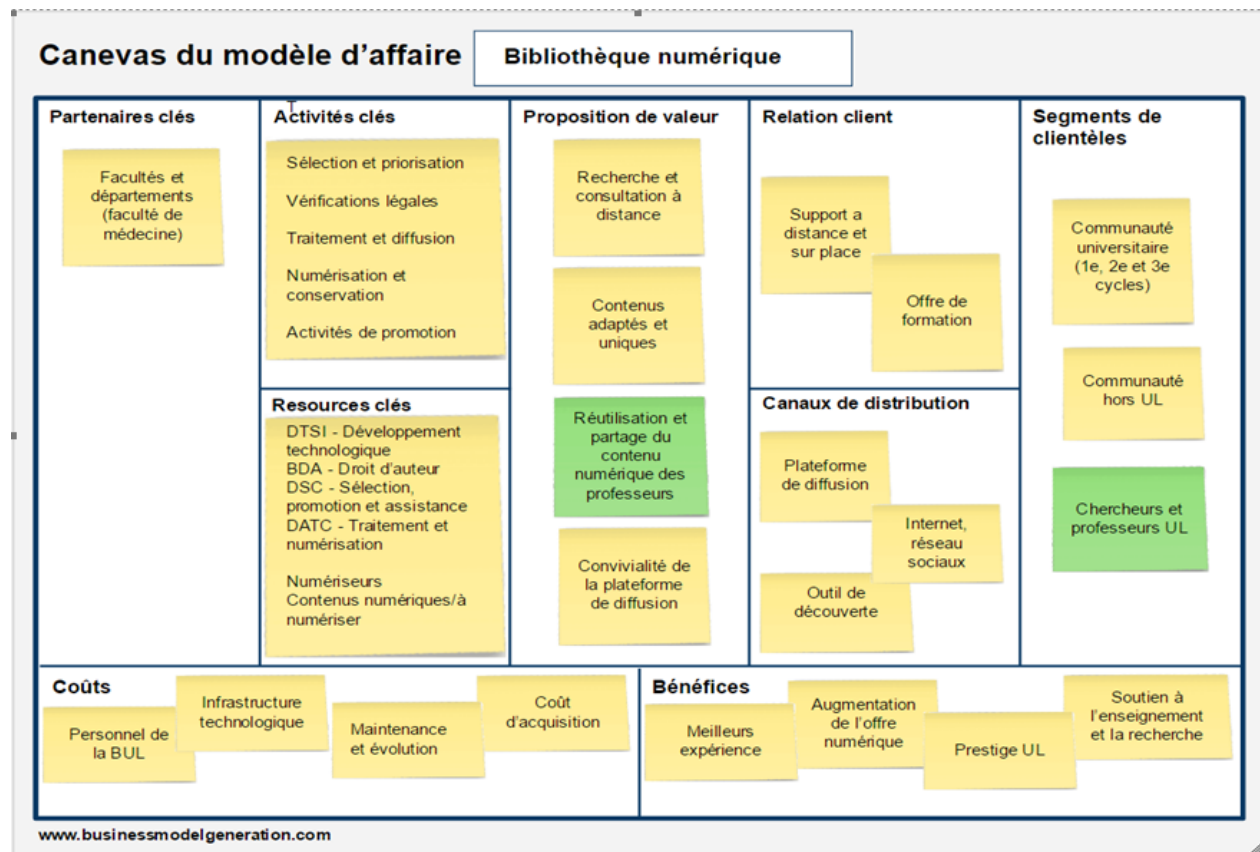 Canevas du modèle d'affaire
Bibliothèque numérique
Partenaires clés
Facultés et
départements
(faculté de
médecine)
Activités clés
Sélection et priorisation
Vérifications légales
Traitement et diffusion
Numérisation et
conservation
Activités de promotion
Resources clés
DTSI - Développement
technologique
BDA - Droit d'auteur
DSC - Sélection,
promotion et assistance
DATC - Traitement et
numérisation
Numériseurs
Contenus numériques/à
numériser
Proposition de valeur
Recherche et
consultation à
distance
Contenus
adaptés et
uniques
Réutilisation et
partage du
contenu
numérique des
professeurs
Convivialité de
la plateforme
de diffusion
Relation client
Support a
distance et
sur place
Offre de
formation
Canaux de distribution
Plateforme
de diffusion
Internet,
réseau
sociaux
Outil de
découverte
Segments de
clientèles
Communauté
universitaire
(1e, 2e et 3e
cycles)
Communauté
hors UL
Chercheurs et
professeurs UL
Coûts
Personnel de
la BUL
Infrastructure
technologique
Maintenance
et évolution
Coût
d'acquisition
Bénéfices
Meilleurs
expérience
Augmentation
de l'offre
numérique
Prestige UL
Soutien à
l'enseignement
et la recherche
www.businessmodelgeneration.com